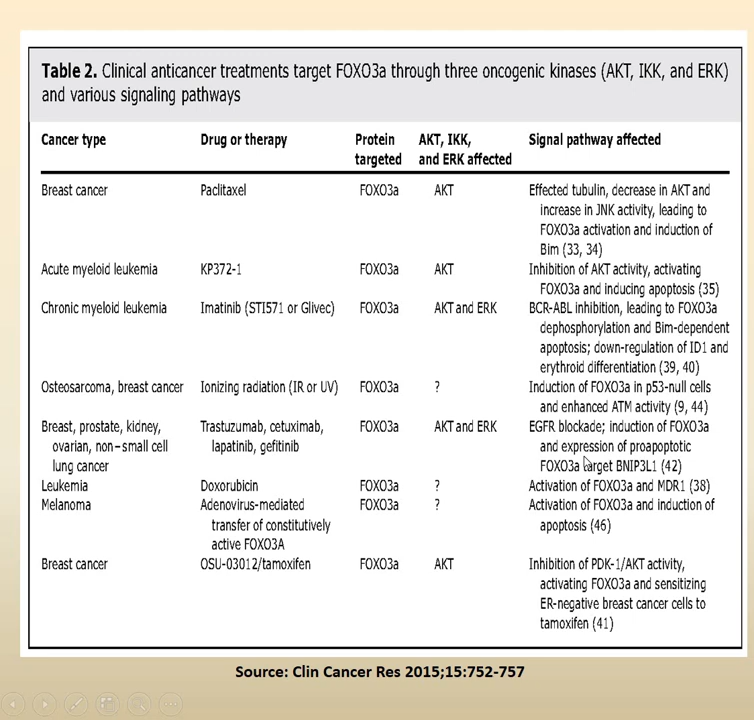 Table 2. Clinical anticancer treatments target FOXO3a through three oncogenic kinases (AKT, IKK, and ERK)
and various signaling pathways
Cancer type Drug or therapy Protein targeted AKT, IKK, and ERK affected Signal pathway affected
Breast cancer Paclitaxel FOXO3a AKT Effected tubulin, decrease in AKT and
increase in JNK activity, leading to
FOXO3a activation and induction of
Bim (33, 34)
Acute myeloid leukemia KP372-1 FOXO3a AKT Inhibition of AKT activity, activating
FOXO3a and inducing apoptosis (35)
Chronic myeloid leukemia Imatinib (STI571 or Glivec) FOXO3a AKT and ERK BCR-ABL inhibition, leading to FOXO3a
dephosphorylation and Bim-dependent
apoptosis; down-regulation of ID1 and
erythroid differentiation (39, 40)
Osteosarcoma, breast cancer Ionizing radiation (IR or UV) FOXO3a ? Induction of FOXO3a in p53-null cells
and enhanced ATM activity (9, 44)
Breast, prostate, kidney, Trastuzumab, cetuximab, FOXO3a AKT and ERK EGFR blockade; induction of FOXO3a
ovarian, non–small cell lapatinib, gefitinib and expression of proapoptotic
lung cancer FOXO3a target BNIP3L1 (42)
Leukemia Doxorubicin FOXO3a ? Activation of FOXO3a and MDR1 (38)
Melanoma Adenovirus-mediated FOXO3a ? Activation of FOXO3a and induction of
transfer of constitutively apoptosis (46)
active FOXO3A
Breast cancer OSU-03012/tamoxifen FOXO3a AKT Inhibition of PDK-1/AKT activity,
activating FOXO3a and sensitizing
ER-negative breast cancer cells to
tamoxifen (41)
Source: Clin Cancer Res 2015;15:752-757